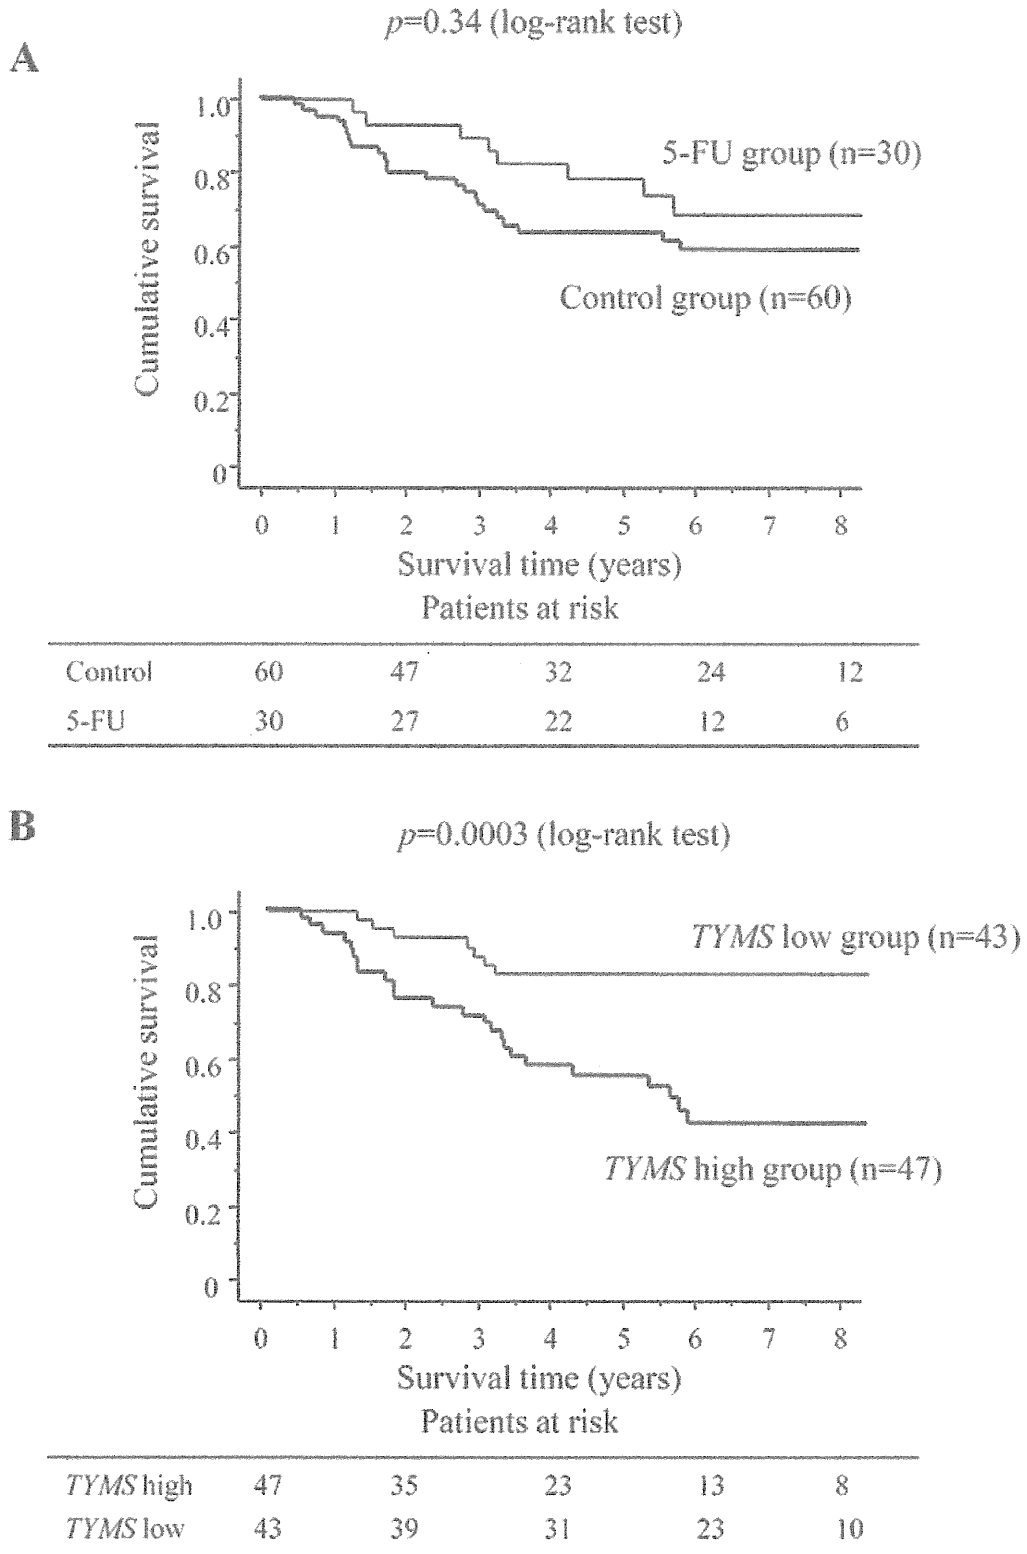 p=0.34 (log-rank test)
A
1.0
0.8
0.6
0.4
0.2
0
Cumulative survival
5-FU group (n=30)
Control group (n=60)
0 1 2 3 4 5 6 7 8
Survival time (years)
Patients at risk
Control 60 47 32 24 12
5-FU 30 27 22 12 6
B
p=0.0003 (log-rank test)
1.0
0.8
0.6
0.4
0.2
0
Cumulative survival
TYMS low group (n=43)
TYMS high group (n=47)
0 1 2 3 4 5 6 7 8
Survival time (years)
Patients at risk
TYMS high 47 35 23 13 8
TYMS low 43 39 31 23 10